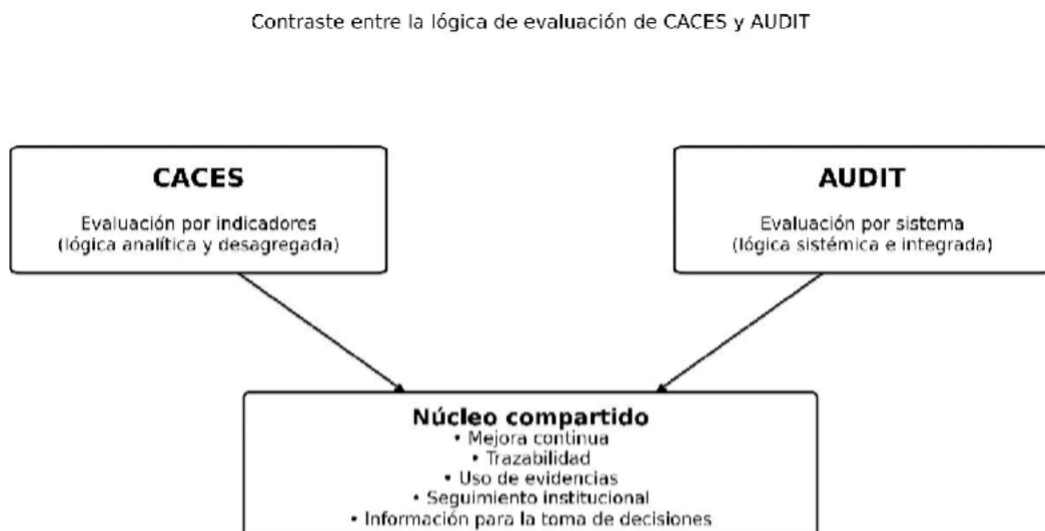 Contraste entre la lógica de evaluación de CACES y AUDIT
CACES
Evaluación por indicadores
(lógica analítica y desagregada)
AUDIT
Evaluación por sistema
(lógica sistémica e integrada)
Núcleo compartido
• Mejora continua
• Trazabilidad
• Uso de evidencias
• Seguimiento institucional
• Información para la toma de decisiones